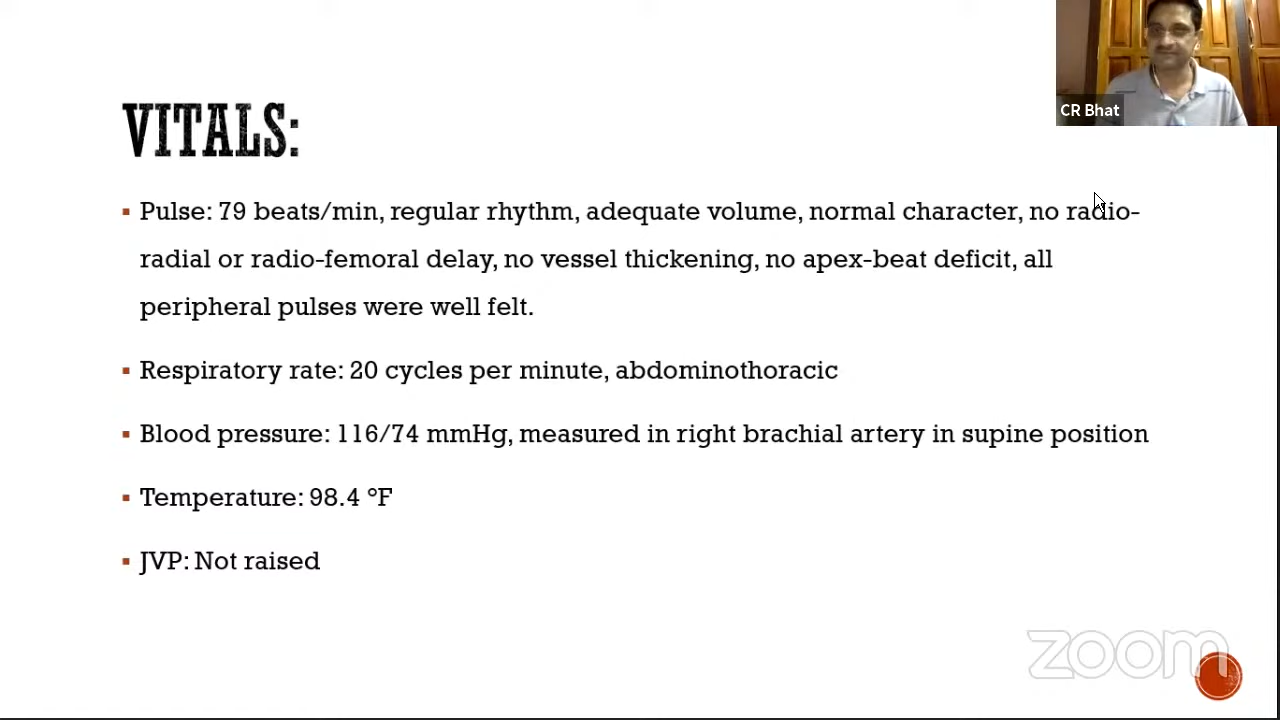 CR Bhat
VITALS:
▪ Pulse: 79 beats/min, regular rhythm, adequate volume, normal character, no radio-
radial or radio-femoral delay, no vessel thickening, no apex-beat deficit, all
peripheral pulses were well felt.
▪ Respiratory rate: 20 cycles per minute, abdominothoracic
▪ Blood pressure: 116/74 mmHg, measured in right brachial artery in supine position
▪ Temperature: 98.4 °F
▪ JVP: Not raised
zoom